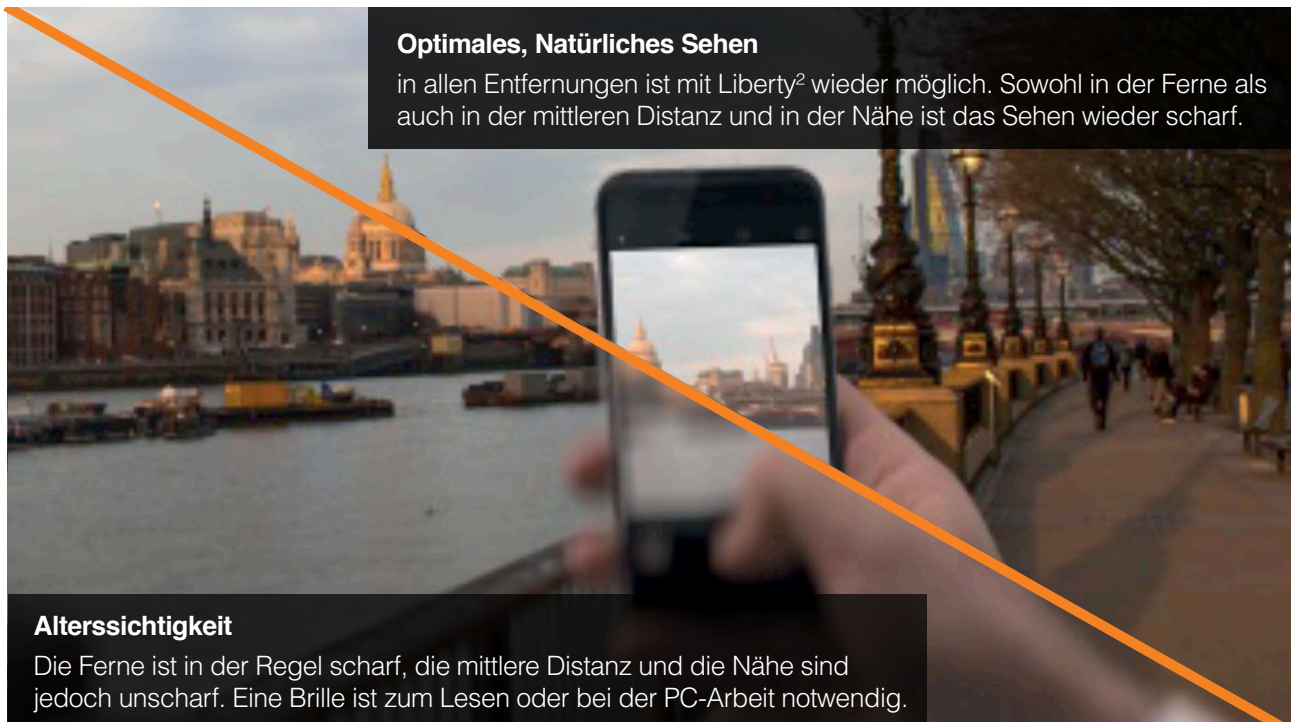 Optimales, Natürliches Sehen
in allen Entfernungen ist mit Liberty² wieder möglich. Sowohl in der Ferne als
auch in der mittleren Distanz und in der Nähe ist das Sehen wieder scharf.
Alterssichtigkeit
Die Ferne ist in der Regel scharf, die mittlere Distanz und die Nähe sind
jedoch unscharf. Eine Brille ist zum Lesen oder bei der PC-Arbeit notwendig.